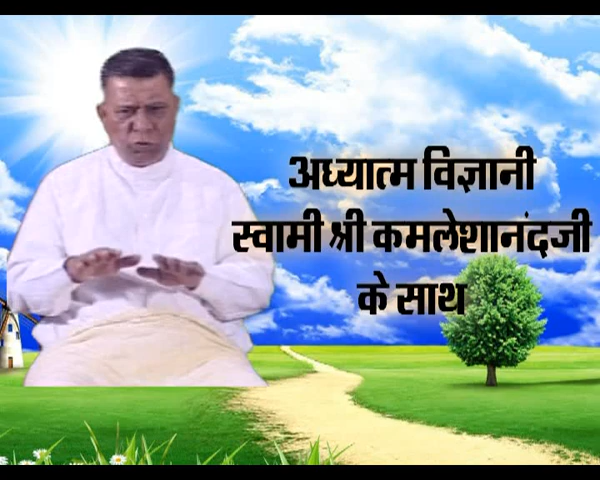 अध्यात्म विज्ञानी
स्वामी श्री कमलेशानंदजी
के साथ